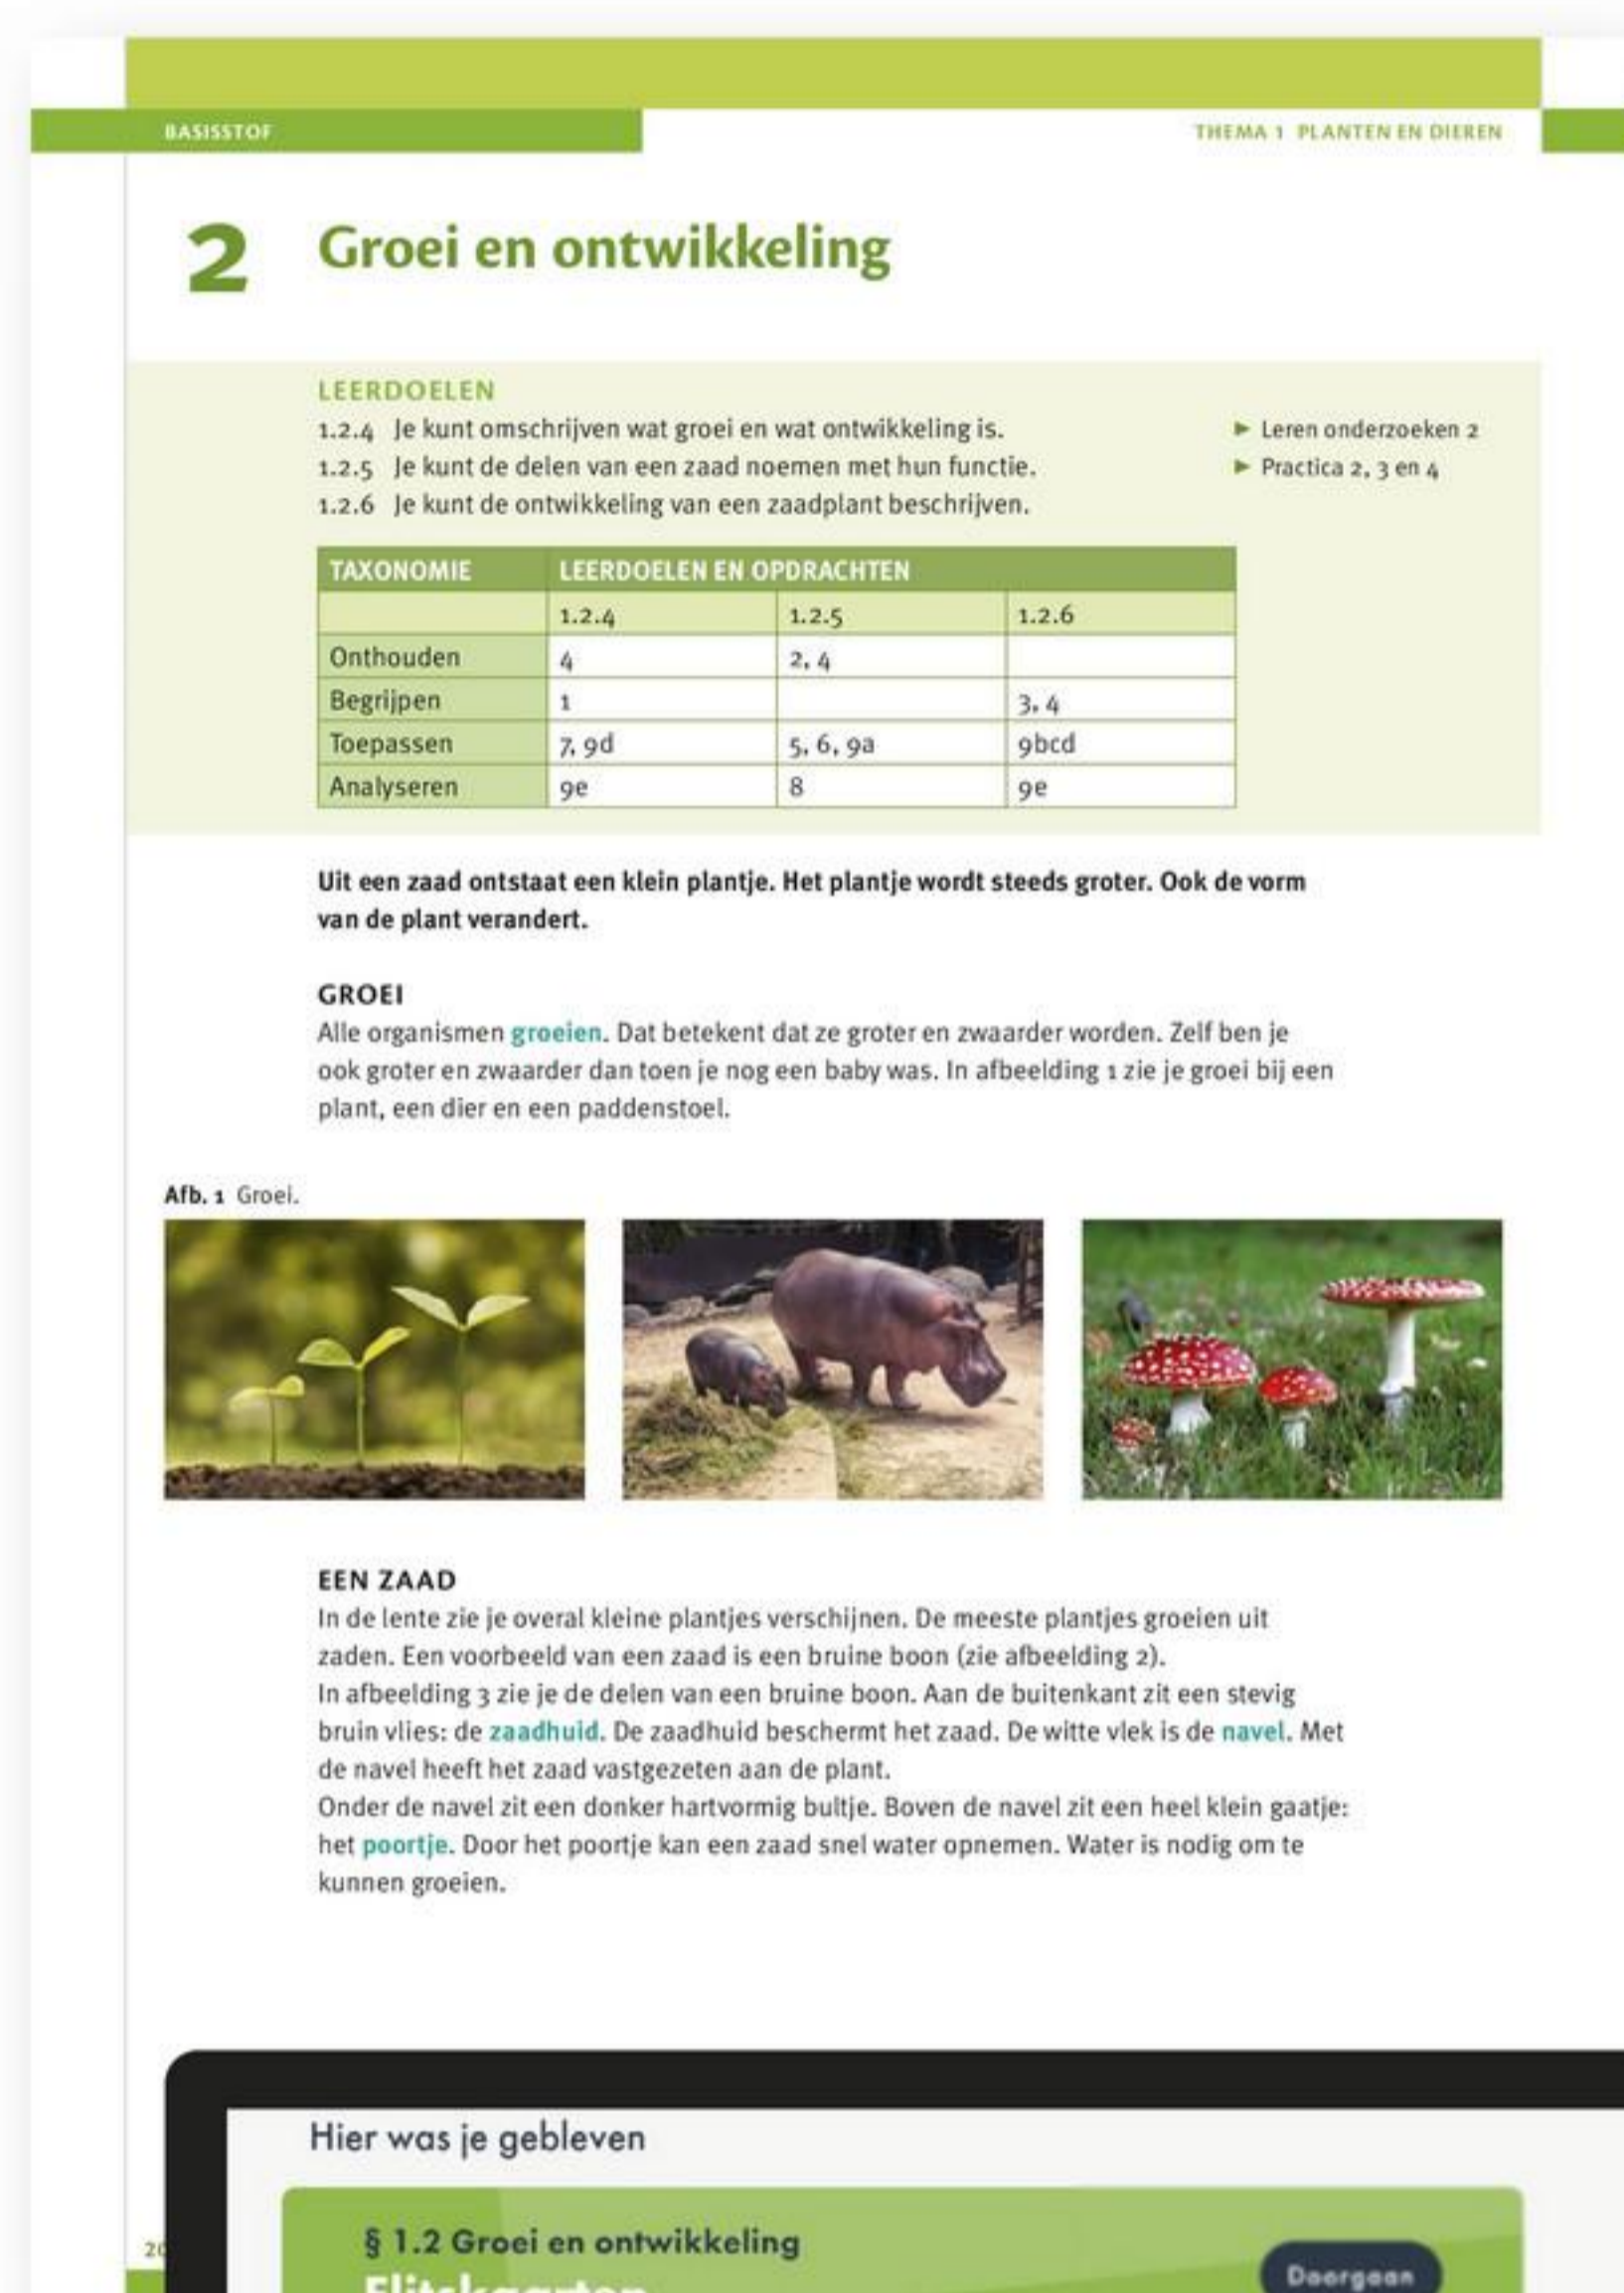 BASISSTOF
THEMA 1 PLANTEN EN DIEREN
2 Groei en ontwikkeling
LEERDOELEN
1.2.4 Je kunt omschrijven wat groei en wat ontwikkeling is.
1.2.5 Je kunt de delen van een zaad noemen met hun functie.
1.2.6 Je kunt de ontwikkeling van een zaadplant beschrijven.
▶ Leren onderzoeken 2
▶ Practica 2, 3 en 4
TAXONOMIE LEERDOELEN EN OPDRACHTEN
1.2.4 1.2.5 1.2.6
Onthouden 4 2, 4
Begrijpen 1 3, 4
Toepassen 7, 9d 5, 6, 9a 9bcd
Analyseren 9e 8 9e
Uit een zaad ontstaat een klein plantje. Het plantje wordt steeds groter. Ook de vorm
van de plant verandert.
GROEI
Alle organismen groeien. Dat betekent dat ze groter en zwaarder worden. Zelf ben je
ook groter en zwaarder dan toen je nog een baby was. In afbeelding 1 zie je groei bij een
plant, een dier en een paddenstoel.
Afb. 1 Groei.
EEN ZAAD
In de lente zie je overal kleine plantjes verschijnen. De meeste plantjes groeien uit
zaden. Een voorbeeld van een zaad is een bruine boon (zie afbeelding 2).
In afbeelding 3 zie je de delen van een bruine boon. Aan de buitenkant zit een stevig
bruin vlies: de zaadhuid. De zaadhuid beschermt het zaad. De witte vlek is de navel. Met
de navel heeft het zaad vastgezeten aan de plant.
Onder de navel zit een donker hartvormig bultje. Boven de navel zit een heel klein gaatje:
het poortje. Door het poortje kan een zaad snel water opnemen. Water is nodig om te
kunnen groeien.
Hier was je gebleven
§ 1.2 Groei en ontwikkeling
Flitskaarten
Doorgaan
20